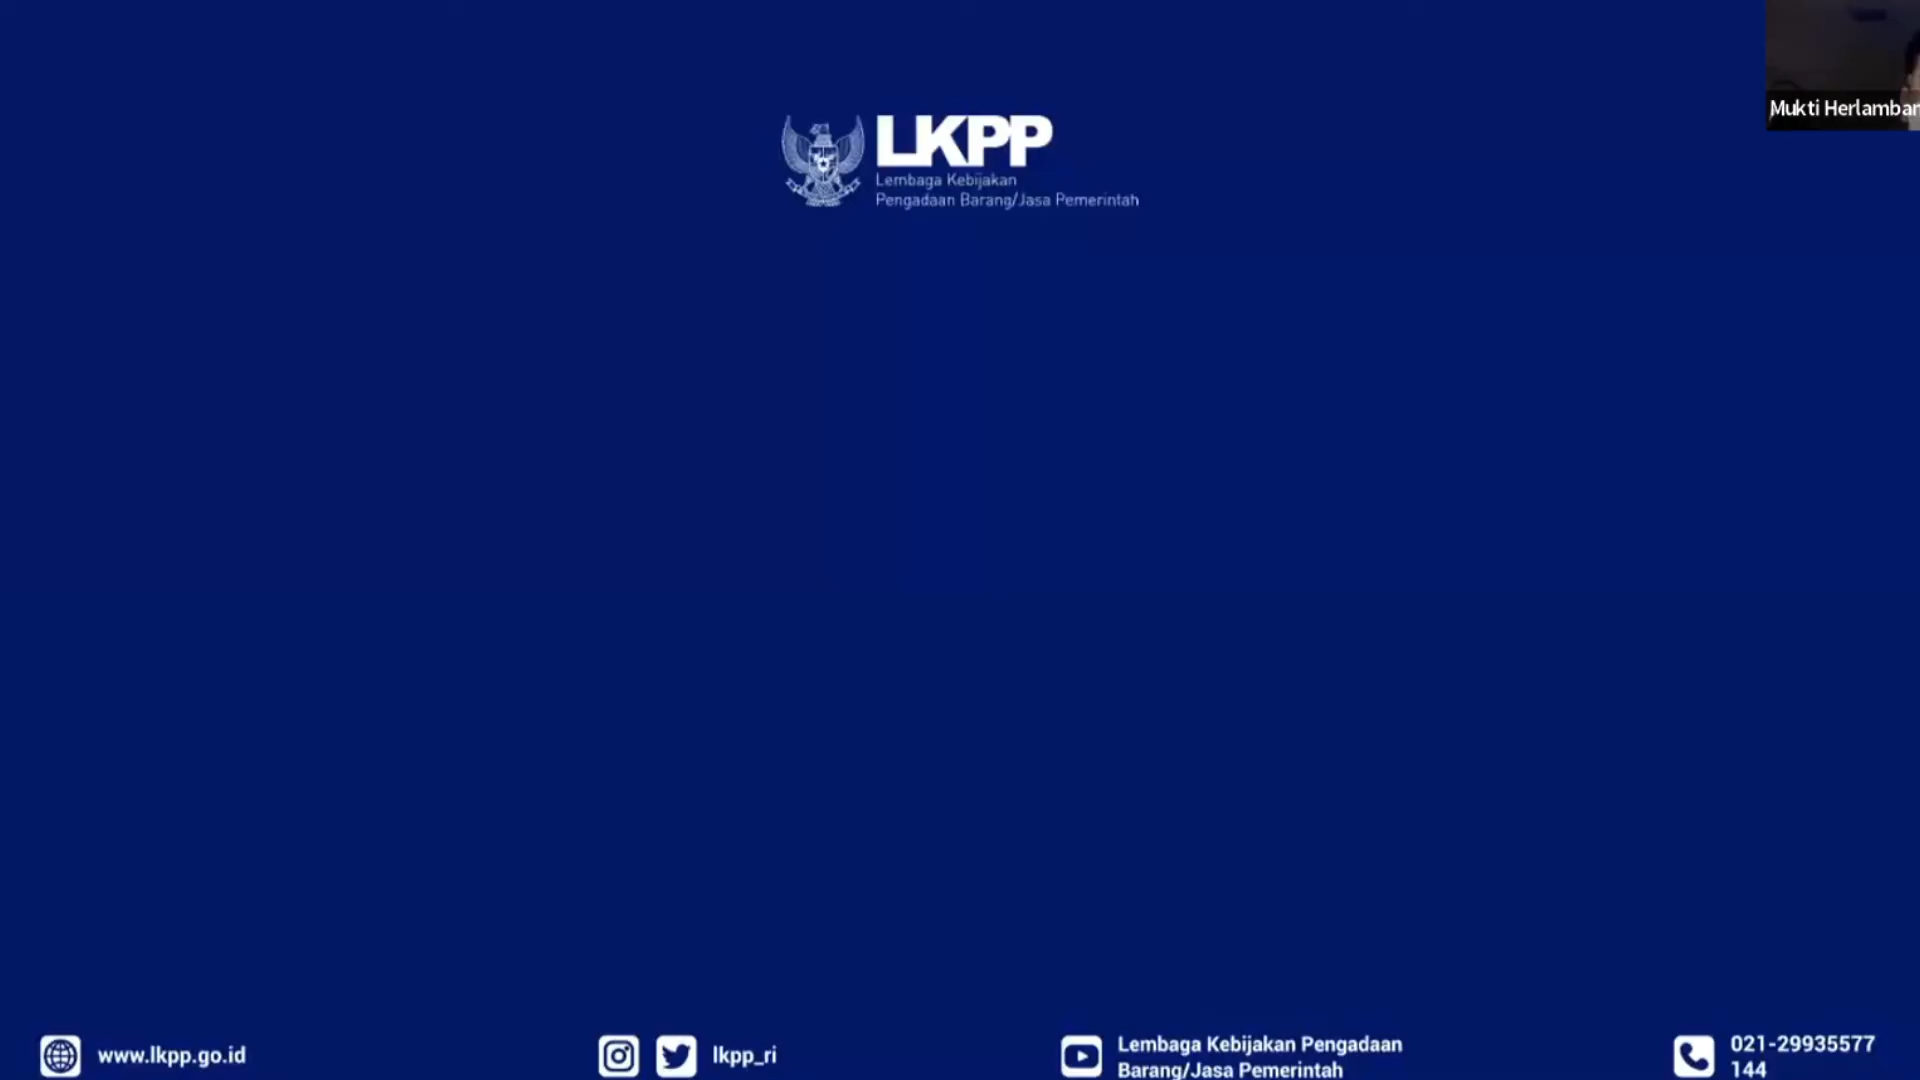 Mukti Herlamban
LKPP
Lembaga Kebijakan
Pengadaan Barang/Jasa Pemerintah
www.lkpp.go.id
lkpp_ri
Lembaga Kebijakan Pengadaan
Barang/Jasa Pemerintah
021-29935577
144